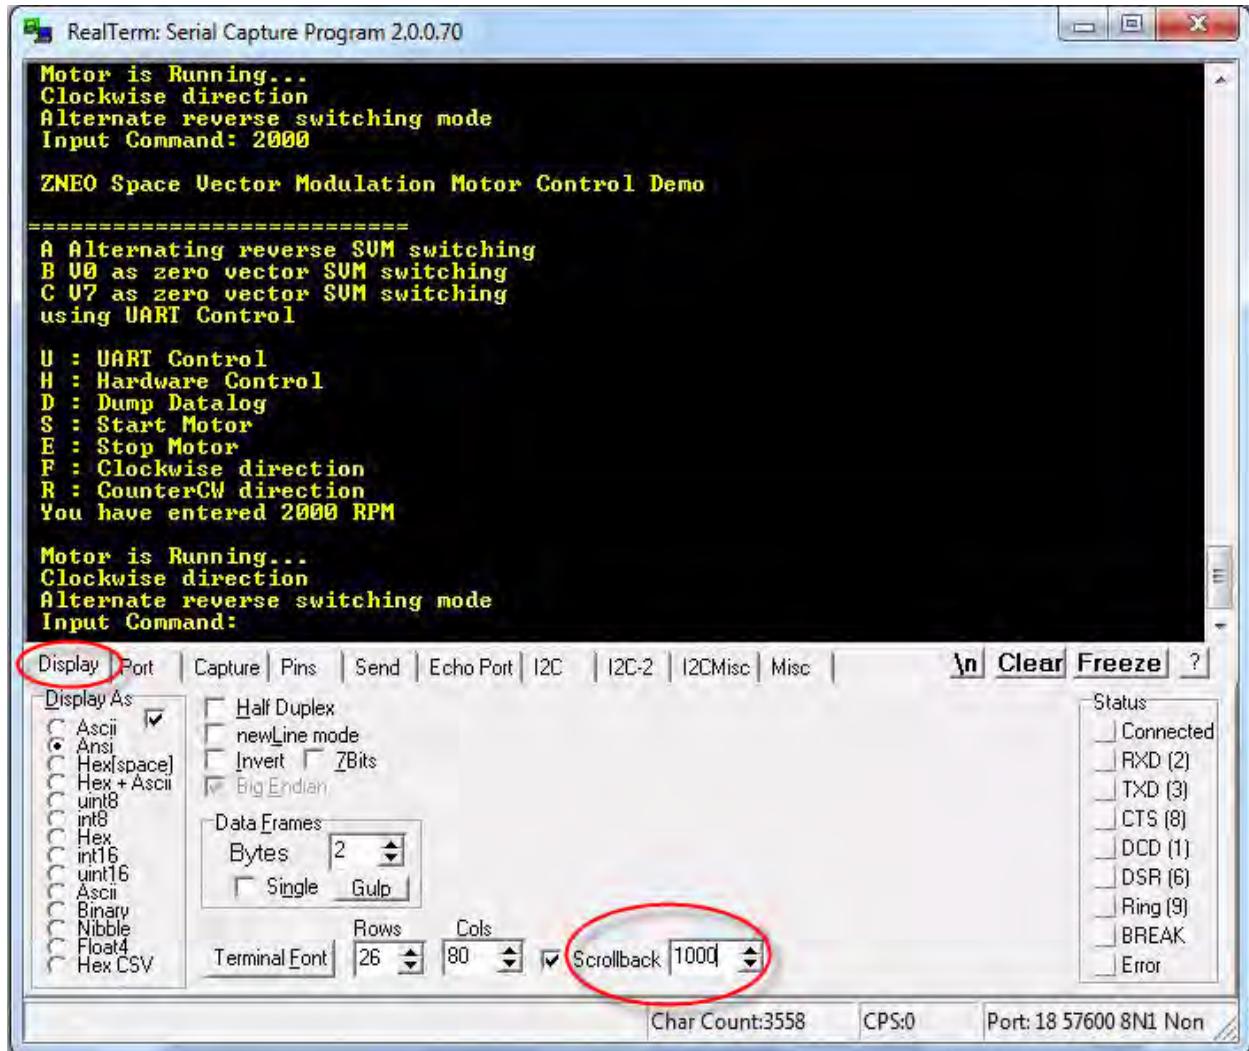 RealTerm: Serial Capture Program 2.0.0.70
Motor is Running...
Clockwise direction
Alternate reverse switching mode
Input Command: 2000
ZNEO Space Vector Modulation Motor Control Demo
===========================
A Alternating reverse SVM switching
B V0 as zero vector SVM switching
C V7 as zero vector SVM switching
using UART Control
U : UART Control
H : Hardware Control
D : Dump Datalog
S : Start Motor
E : Stop Motor
F : Clockwise direction
R : CounterCW direction
You have entered 2000 RPM
Motor is Running...
Clockwise direction
Alternate reverse switching mode
Input Command:
Display Port Capture Pins Send Echo Port I2C I2C-2 I2CMisc Misc \n Clear Freeze ?
Display As
Ascii
Ansi
Hex[space]
Hex + Ascii
uint8
int8
Hex
int16
uint16
Ascii
Binary
Nibble
Float4
Hex CSV
Half Duplex
newLine mode
Invert 7Bits
Big Endian
Data Frames
Bytes 2
Single Gulp
Rows Cols
Terminal Font 26 80 Scrollback 1000
Status
Connected
RXD (2)
TXD (3)
CTS (8)
DCD (1)
DSR (6)
Ring (9)
BREAK
Error
Char Count:3558 CPS:0 Port: 18 57600 8N1 Non